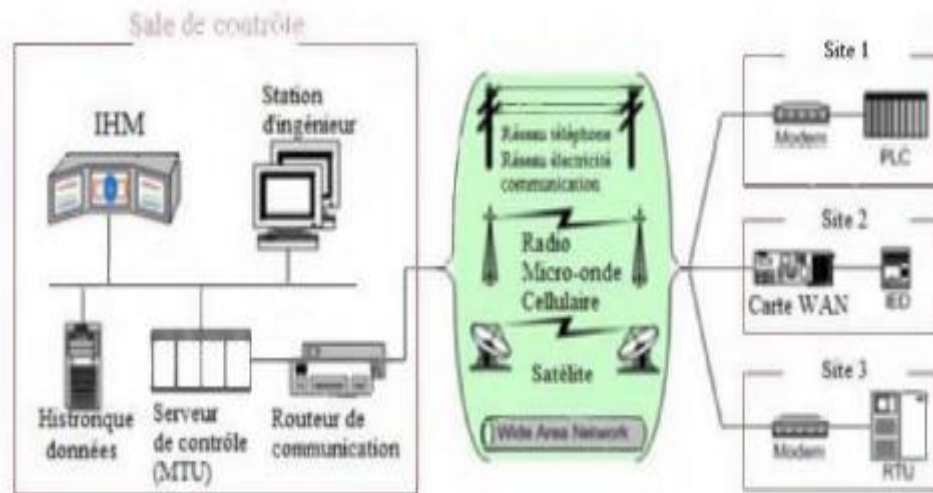 Sale de contrôle
IHM
Station
d'ingénieur
Histronque
données
Serveur
de contrôle
(MTU)
Routeur de
communication
Réseau téléphone
Réseau électricité
communication
Radio
Micro-onde
Cellulaire
Satélite
Wide Area Network
Site 1
Modem
PLC
Site 2
Carte WAN
IED
Site 3
Modem
RTU